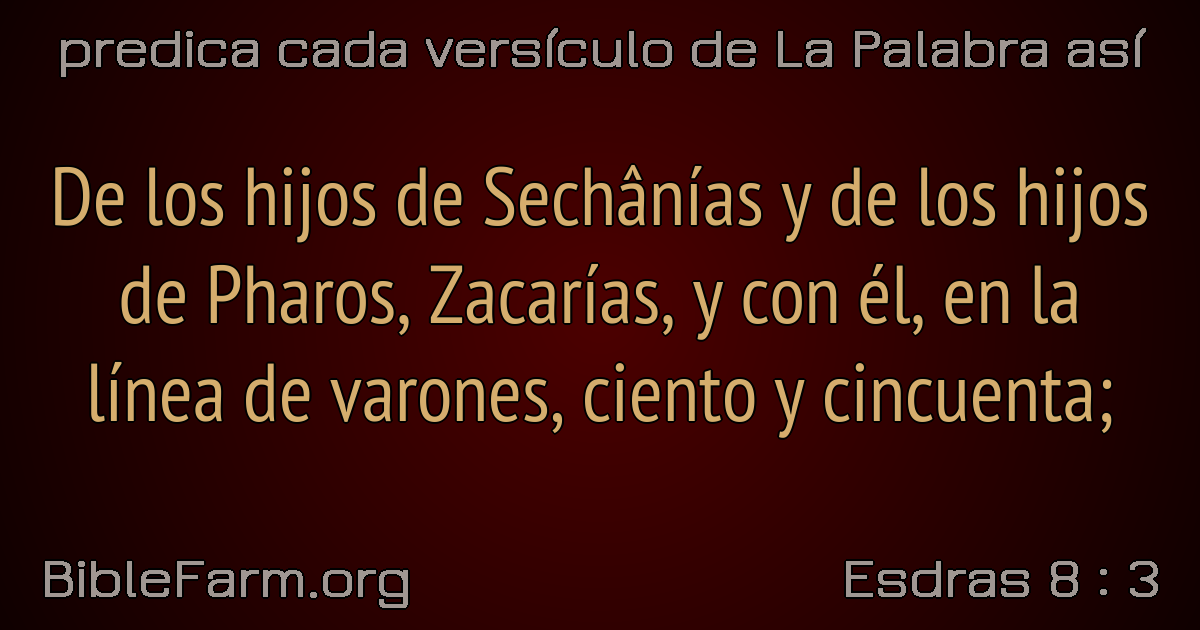 predica cada versículo de La Palabra así
De los hijos de Sechânías y de los hijos
de Pharos, Zacarías, y con él, en la
línea de varones, ciento y cincuenta;
BibleFarm.org
Esdras 8 : 3